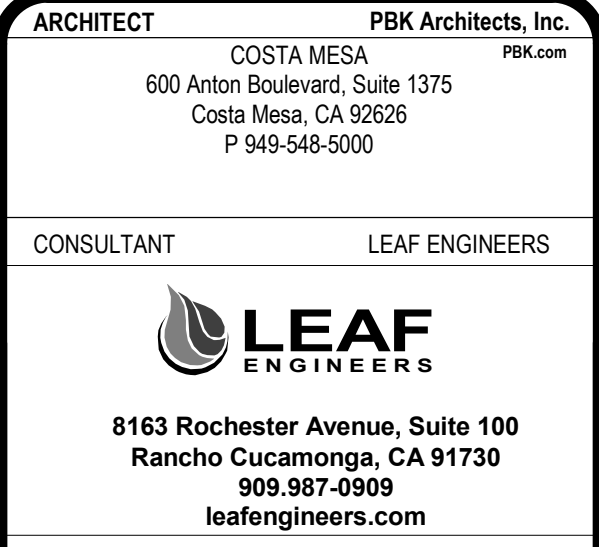 ARCHITECT PBK Architects, Inc.
COSTA MESA PBK.com
600 Anton Boulevard, Suite 1375
Costa Mesa, CA 92626
P 949-548-5000
CONSULTANT LEAF ENGINEERS
LEAF
ENGINEERS
8163 Rochester Avenue, Suite 100
Rancho Cucamonga, CA 91730
909.987-0909
leafengineers.com